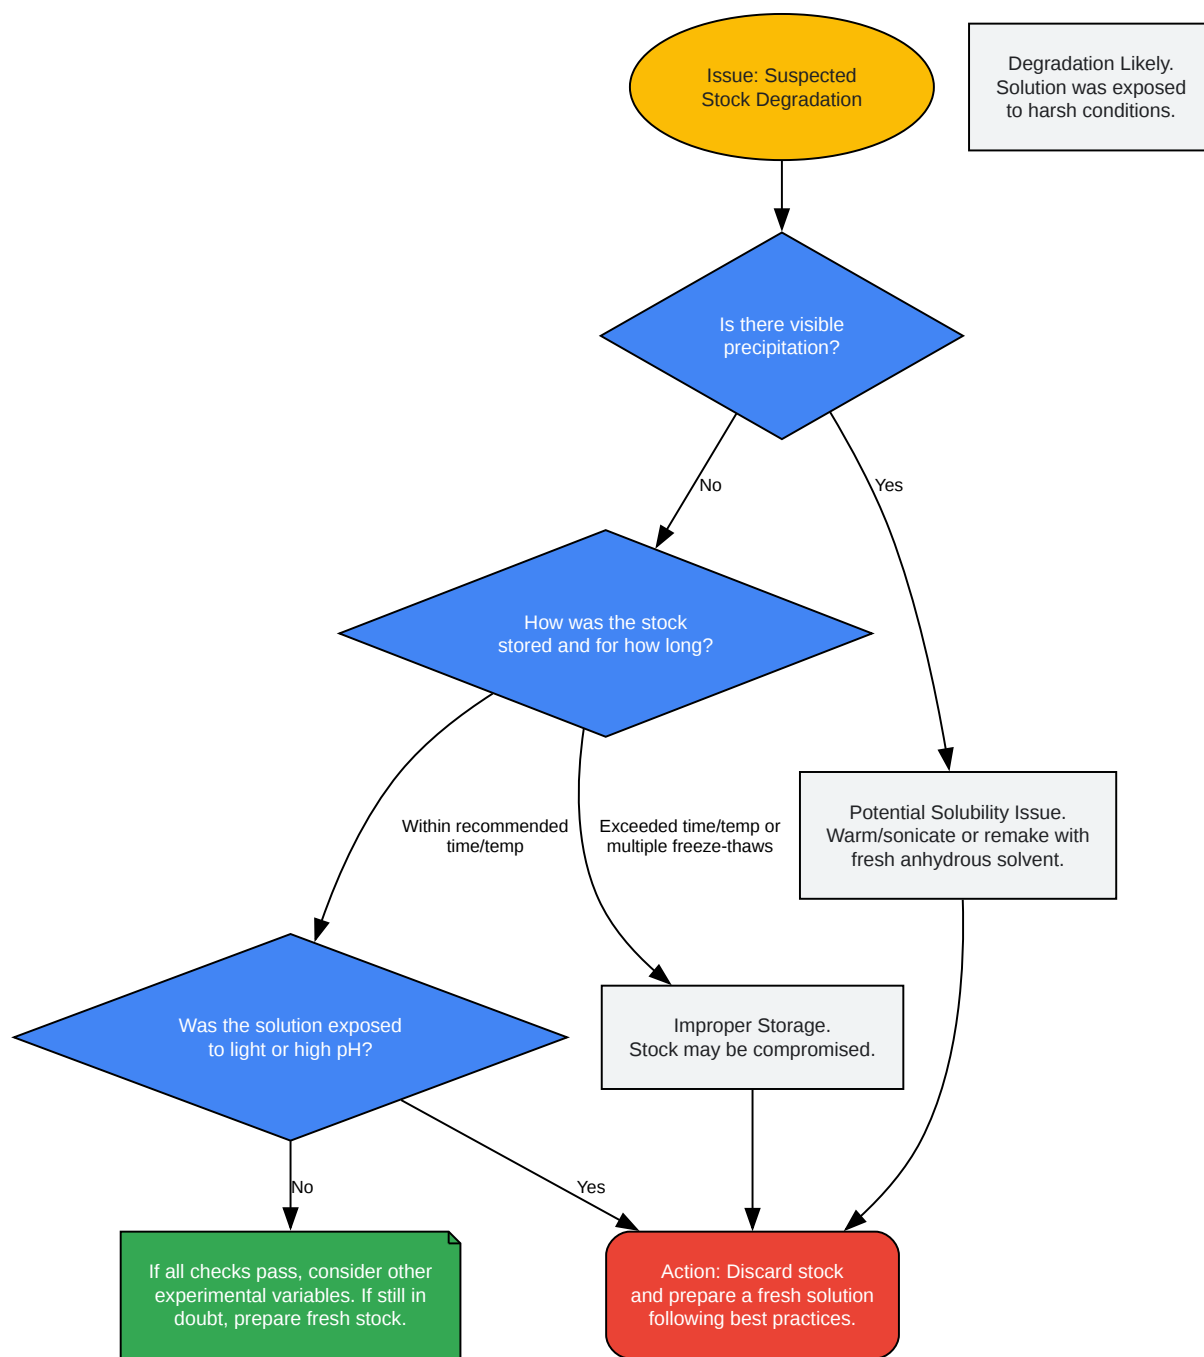 Issue: Suspected
Stock Degradation
Degradation Likely.
Solution was exposed
to harsh conditions.
Is there visible
precipitation?
No
Yes
How was the stock
stored and for how long?
Within recommended
time/temp
Exceeded time/temp or
multiple freeze-thaws
Potential Solubility Issue.
Warm/sonicate or remake with
fresh anhydrous solvent.
Was the solution exposed
to light or high pH?
Improper Storage.
Stock may be compromised.
No
Yes
If all checks pass, consider other
experimental variables. If still in
doubt, prepare fresh stock.
Action: Discard stock
and prepare a fresh solution
following best practices.